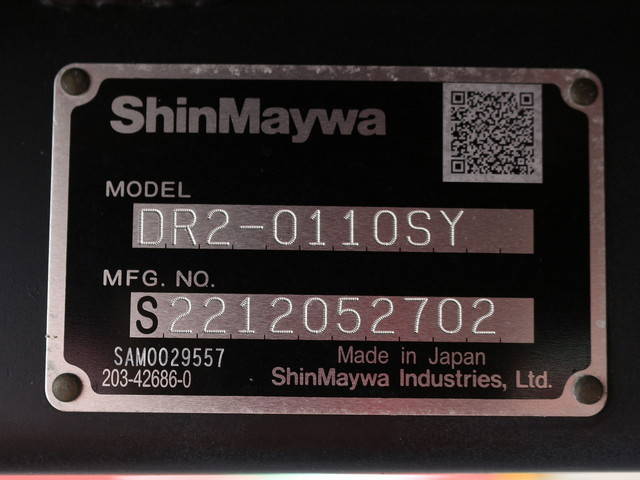 ShinMaywa
MODEL
DR2-0110SY
MFG. NO.
S2212052702
SAM0029557
203-42686-0
Made in Japan
ShinMaywa Industries, Ltd.